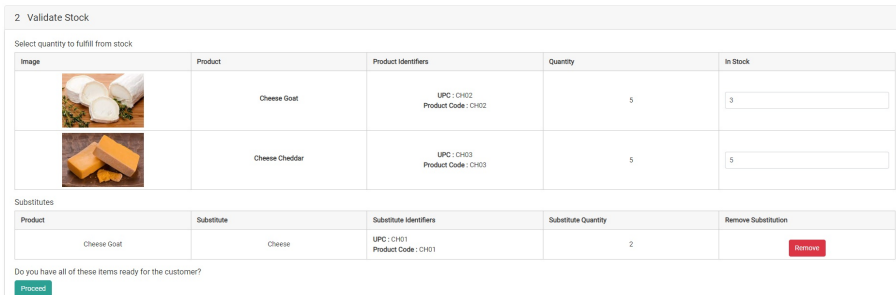 2 Validate Stock
Select quantity to fulfill from stock
Image Product Product Identifiers Quantity In Stock
Cheese Goat UPC : CH02 5 3
Product Code : CH02
Cheese Cheddar UPC : CH03 5 5
Product Code : CH03
Substitutes
Product Substitute Substitute Identifiers Substitute Quantity Remove Substitution
Cheese Goat Cheese UPC : CH01 2 Remove
Product Code : CH01
Do you have all of these items ready for the customer?
Proceed